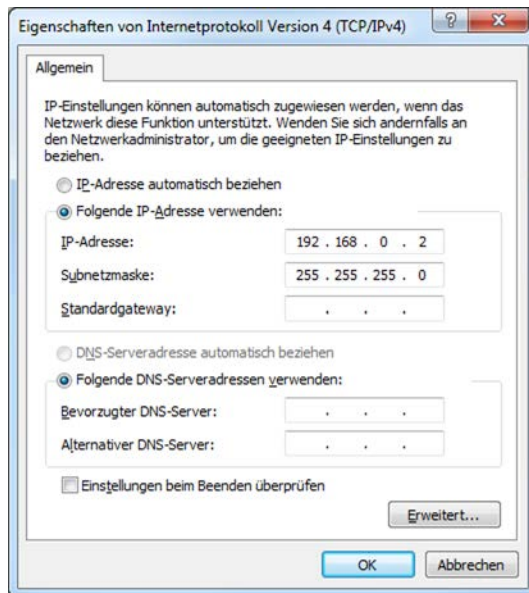 Eigenschaften von Internetprotokoll Version 4 (TCP/IPv4)
Allgemein
IP-Einstellungen können automatisch zugewiesen werden, wenn das
Netzwerk diese Funktion unterstützt. Wenden Sie sich andernfalls an
den Netzwerkadministrator, um die geeigneten IP-Einstellungen zu
beziehen.
IP-Adresse automatisch beziehen
Folgende IP-Adresse verwenden:
IP-Adresse: 192 . 168 . 0 . 2
Subnetzmaske: 255 . 255 . 255 . 0
Standardgateway: . . .
DNS-Serveradresse automatisch beziehen
Folgende DNS-Serveradressen verwenden:
Bevorzugter DNS-Server: . . .
Alternativer DNS-Server: . . .
Einstellungen beim Beenden überprüfen
Erweitert...
OK Abbrechen